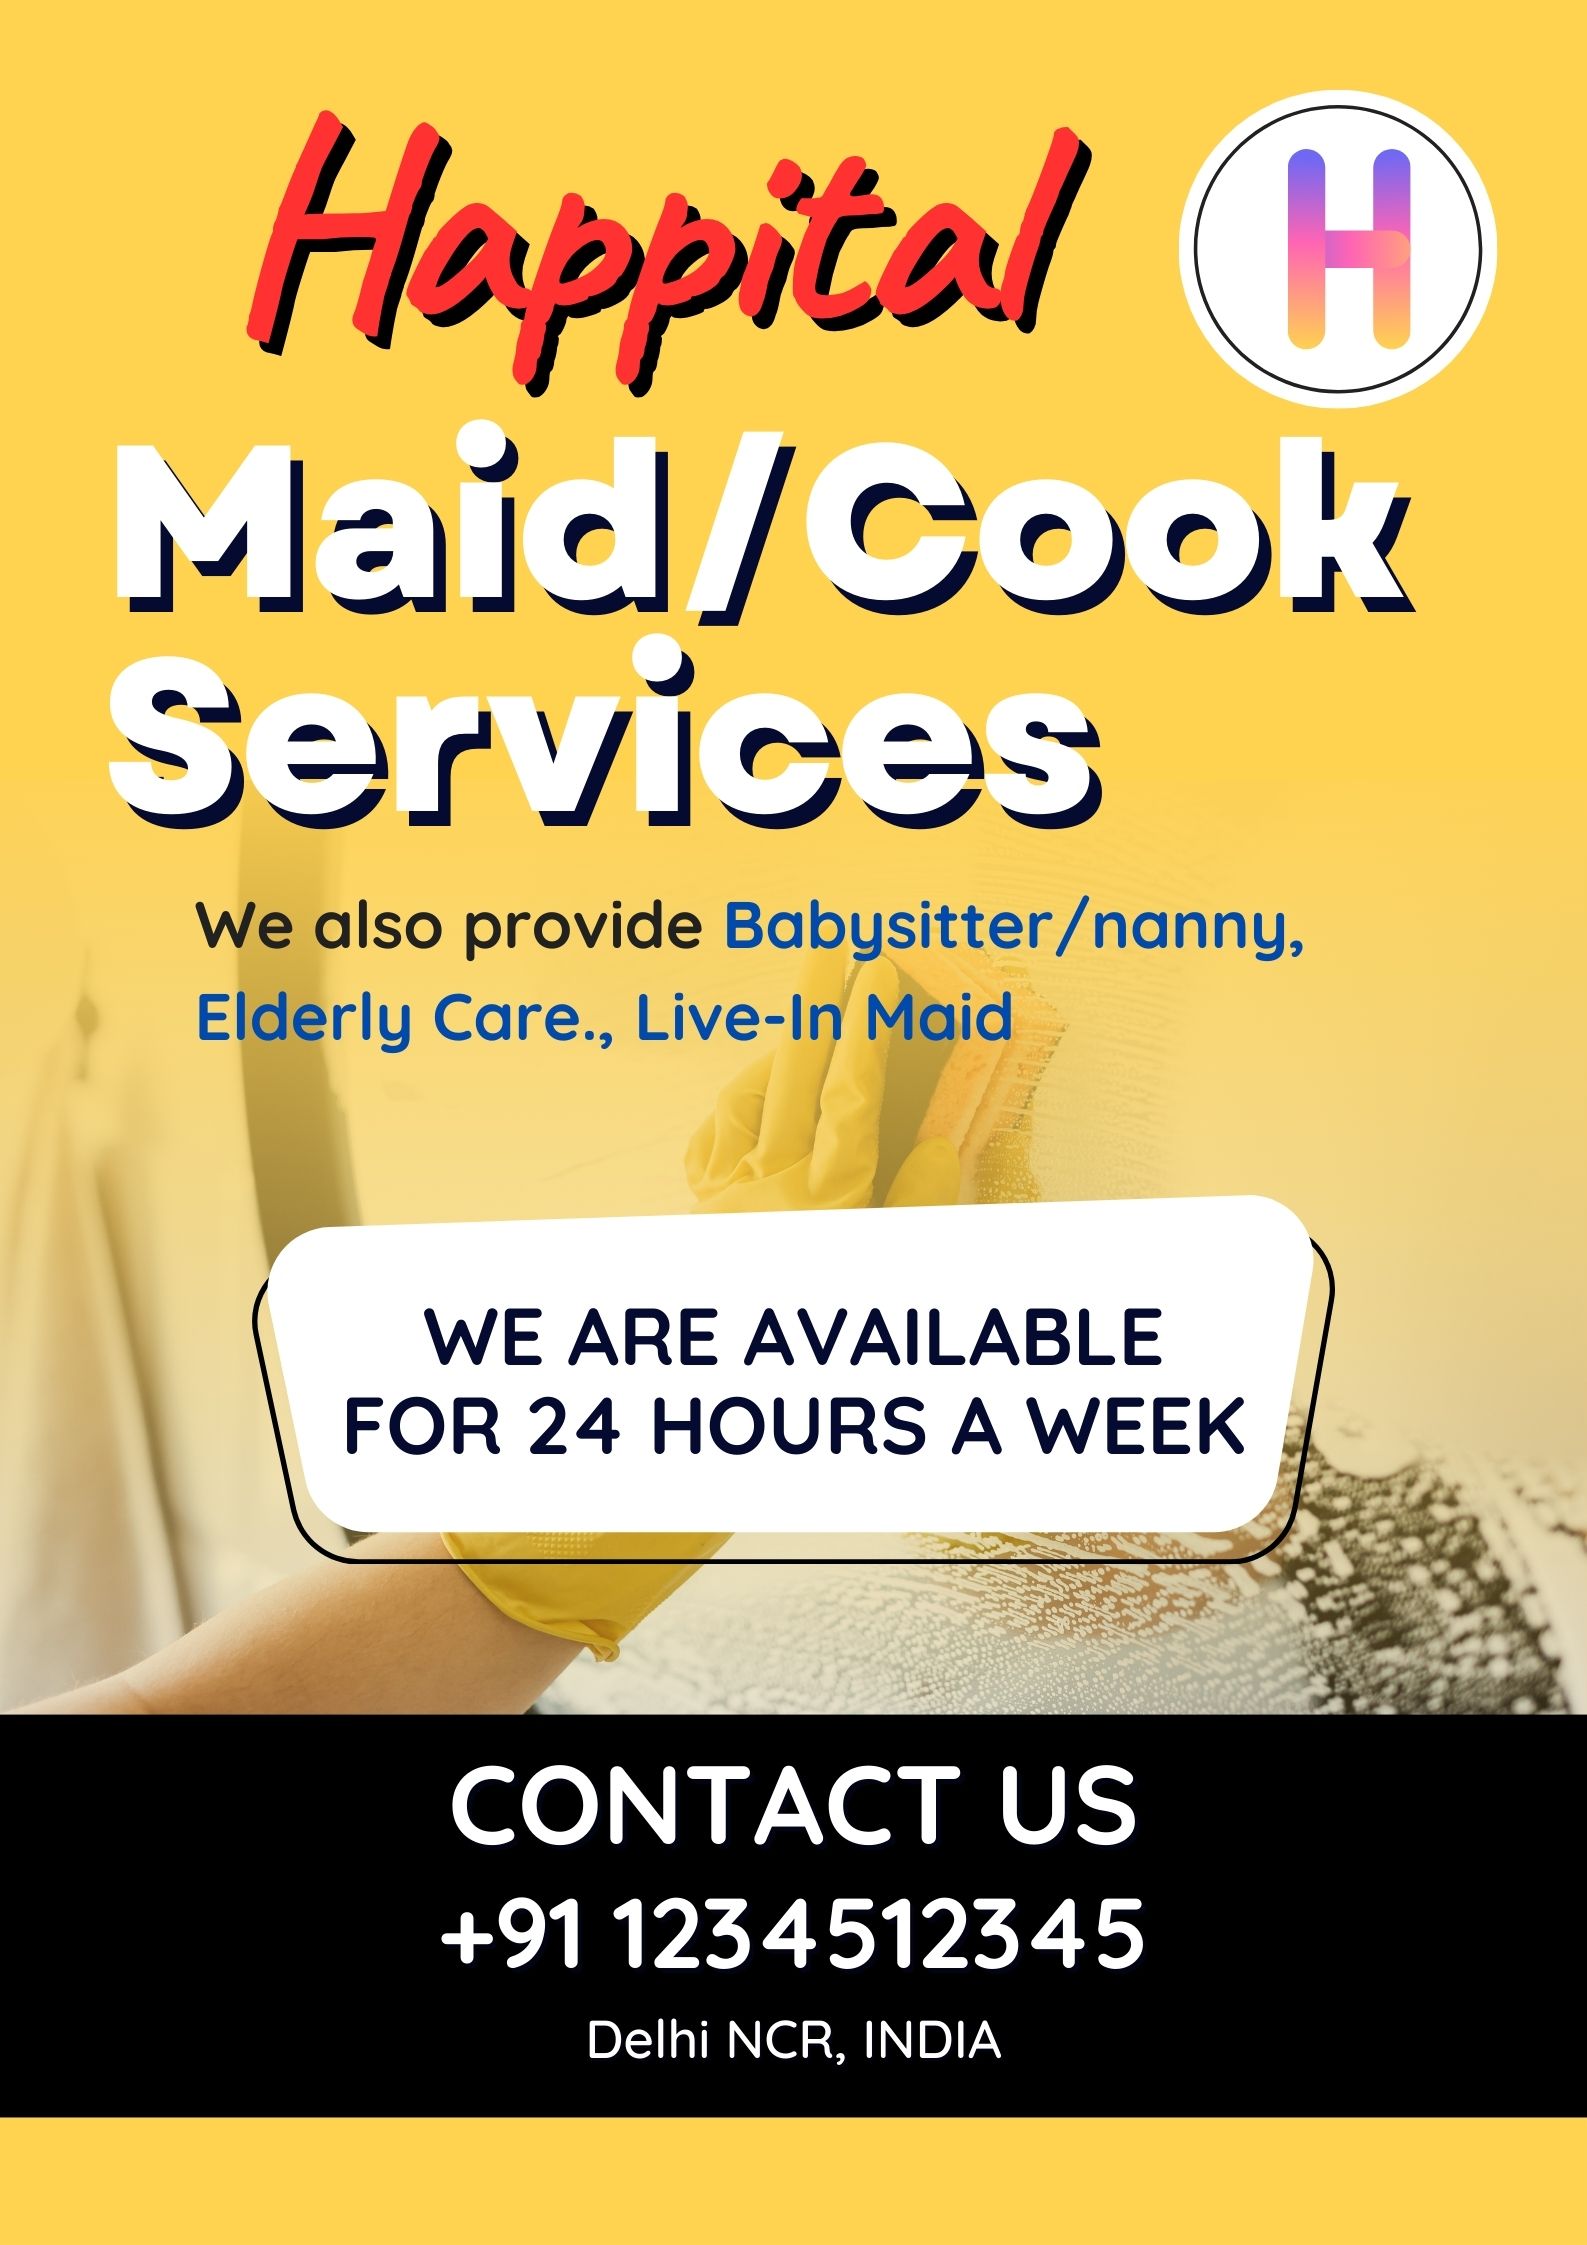 Happital
H
Maid/Cook
Services
We also provide Babysitter/nanny,
Elderly Care., Live-In Maid
WE ARE AVAILABLE
FOR 24 HOURS A WEEK
CONTACT US
+91 1234512345
Delhi NCR, INDIA